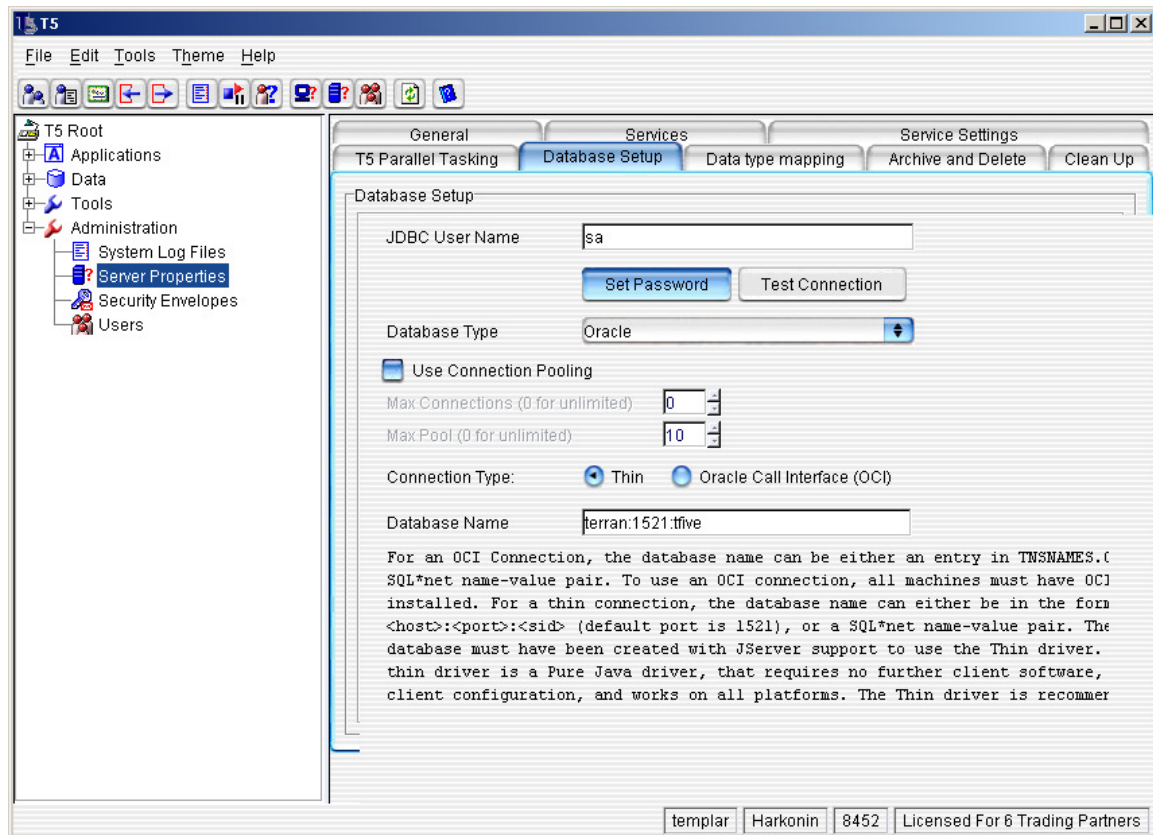 T5
File Edit Tools Theme Help
T5 Root
Applications
Data
Tools
Administration
System Log Files
Server Properties
Security Envelopes
Users
General Services Service Settings
T5 Parallel Tasking Database Setup Data type mapping Archive and Delete Clean Up
Database Setup
JDBC User Name sa
Set Password Test Connection
Database Type Oracle
Use Connection Pooling
Max Connections (0 for unlimited) 0
Max Pool (0 for unlimited) 10
Connection Type: Thin Oracle Call Interface (OCI)
Database Name terran:1521:tfive
For an OCI Connection, the database name can be either an entry in TNSNAMES.(
SQL*net name-value pair. To use an OCI connection, all machines must have OCI
installed. For a thin connection, the database name can either be in the form
<host>:<port>:<sid> (default port is 1521), or a SQL*net name-value pair. The
database must have been created with JServer support to use the Thin driver.
thin driver is a Pure Java driver, that requires no further client software,
client configuration, and works on all platforms. The Thin driver is recommer
templar Harkonin 8452 Licensed For 6 Trading Partners